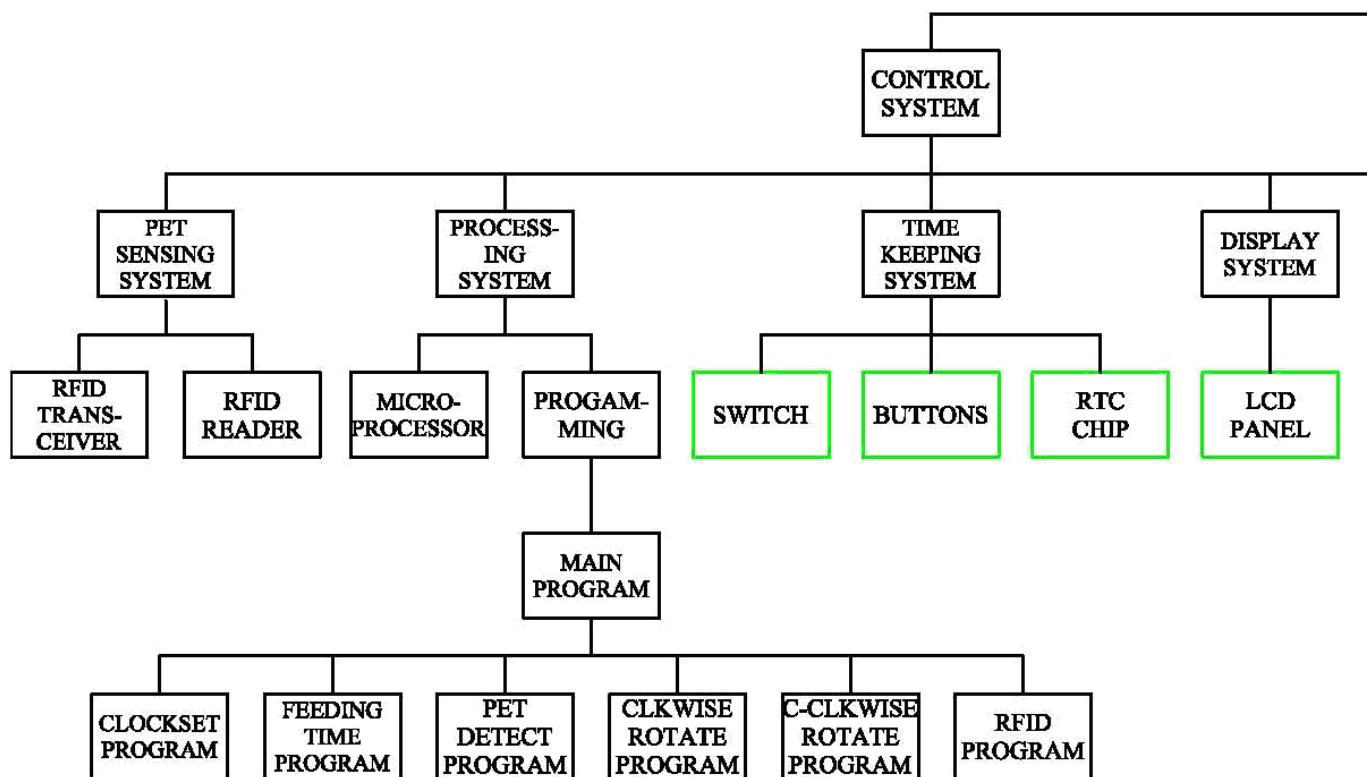 CONTROL
SYSTEM
PET
SENSING
SYSTEM
PROCESS-
ING
SYSTEM
TIME
KEEPING
SYSTEM
DISPLAY
SYSTEM
RFID
TRANS-
CEIVER
RFID
READER
MICRO-
PROCESSOR
PROGAM-
MING
SWITCH
BUTTONS
RTC
CHIP
LCD
PANEL
MAIN
PROGRAM
CLOCKSET
PROGRAM
FEEDING
TIME
PROGRAM
PET
DETECT
PROGRAM
CLKWISE
ROTATE
PROGRAM
C-CLKWISE
ROTATE
PROGRAM
RFID
PROGRAM